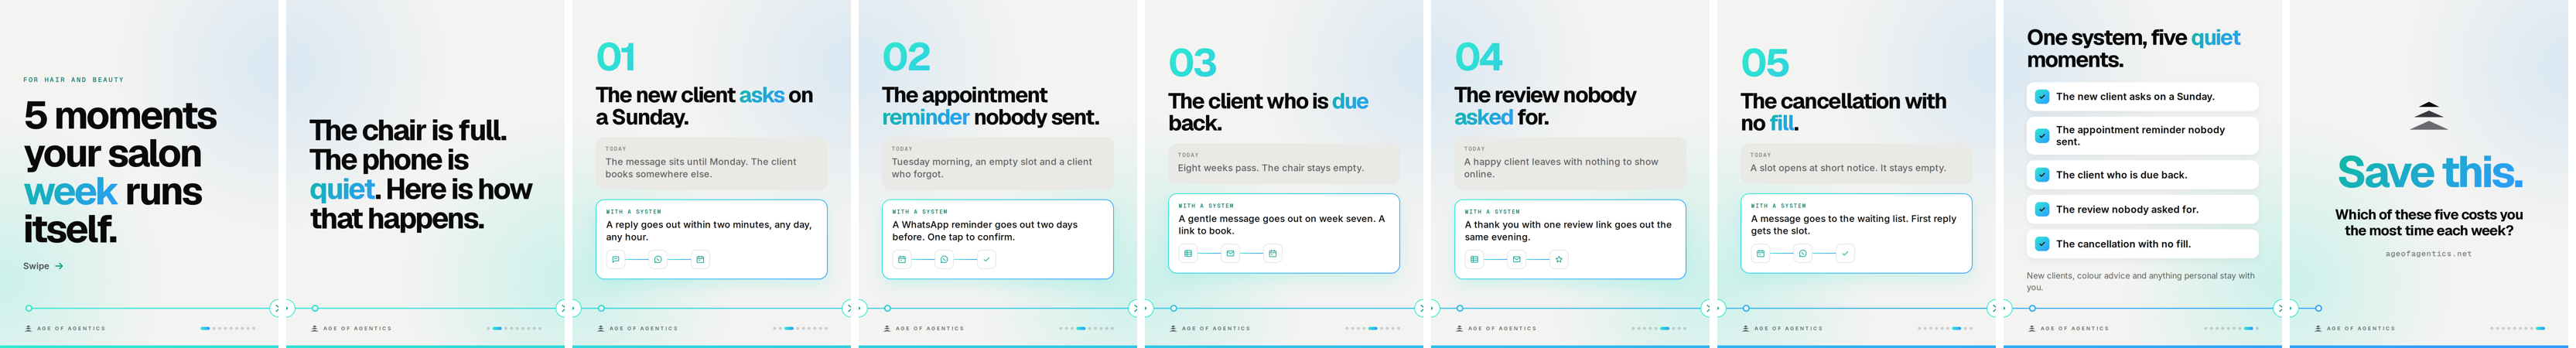 FOR HAIR AND BEAUTY
5 moments
your salon
week runs
itself.
Swipe →
AGE OF AGENTICS
The chair is full.
The phone is
quiet. Here is how
that happens.
AGE OF AGENTICS
01
The new client asks on
a Sunday.
TODAY
The message sits until Monday. The client
books somewhere else.
WITH A SYSTEM
A reply goes out within two minutes, any day,
any hour.
AGE OF AGENTICS
02
The appointment
reminder nobody sent.
TODAY
Tuesday morning, an empty slot and a client
who forgot.
WITH A SYSTEM
A WhatsApp reminder goes out two days
before. One tap to confirm.
AGE OF AGENTICS
03
The client who is due
back.
TODAY
Eight weeks pass. The chair stays empty.
WITH A SYSTEM
A gentle message goes out on week seven. A
link to book.
AGE OF AGENTICS
04
The review nobody
asked for.
TODAY
A happy client leaves with nothing to show
online.
WITH A SYSTEM
A thank you with one review link goes out the
same evening.
AGE OF AGENTICS
05
The cancellation with
no fill.
TODAY
A slot opens at short notice. It stays empty.
WITH A SYSTEM
A message goes to the waiting list. First reply
gets the slot.
AGE OF AGENTICS
One system, five quiet
moments.
The new client asks on a Sunday.
The appointment reminder nobody
sent.
The client who is due back.
The review nobody asked for.
The cancellation with no fill.
New clients, colour advice and anything personal stay with
you.
AGE OF AGENTICS
Save this.
Which of these five costs you
the most time each week?
ageofagentics.net
AGE OF AGENTICS